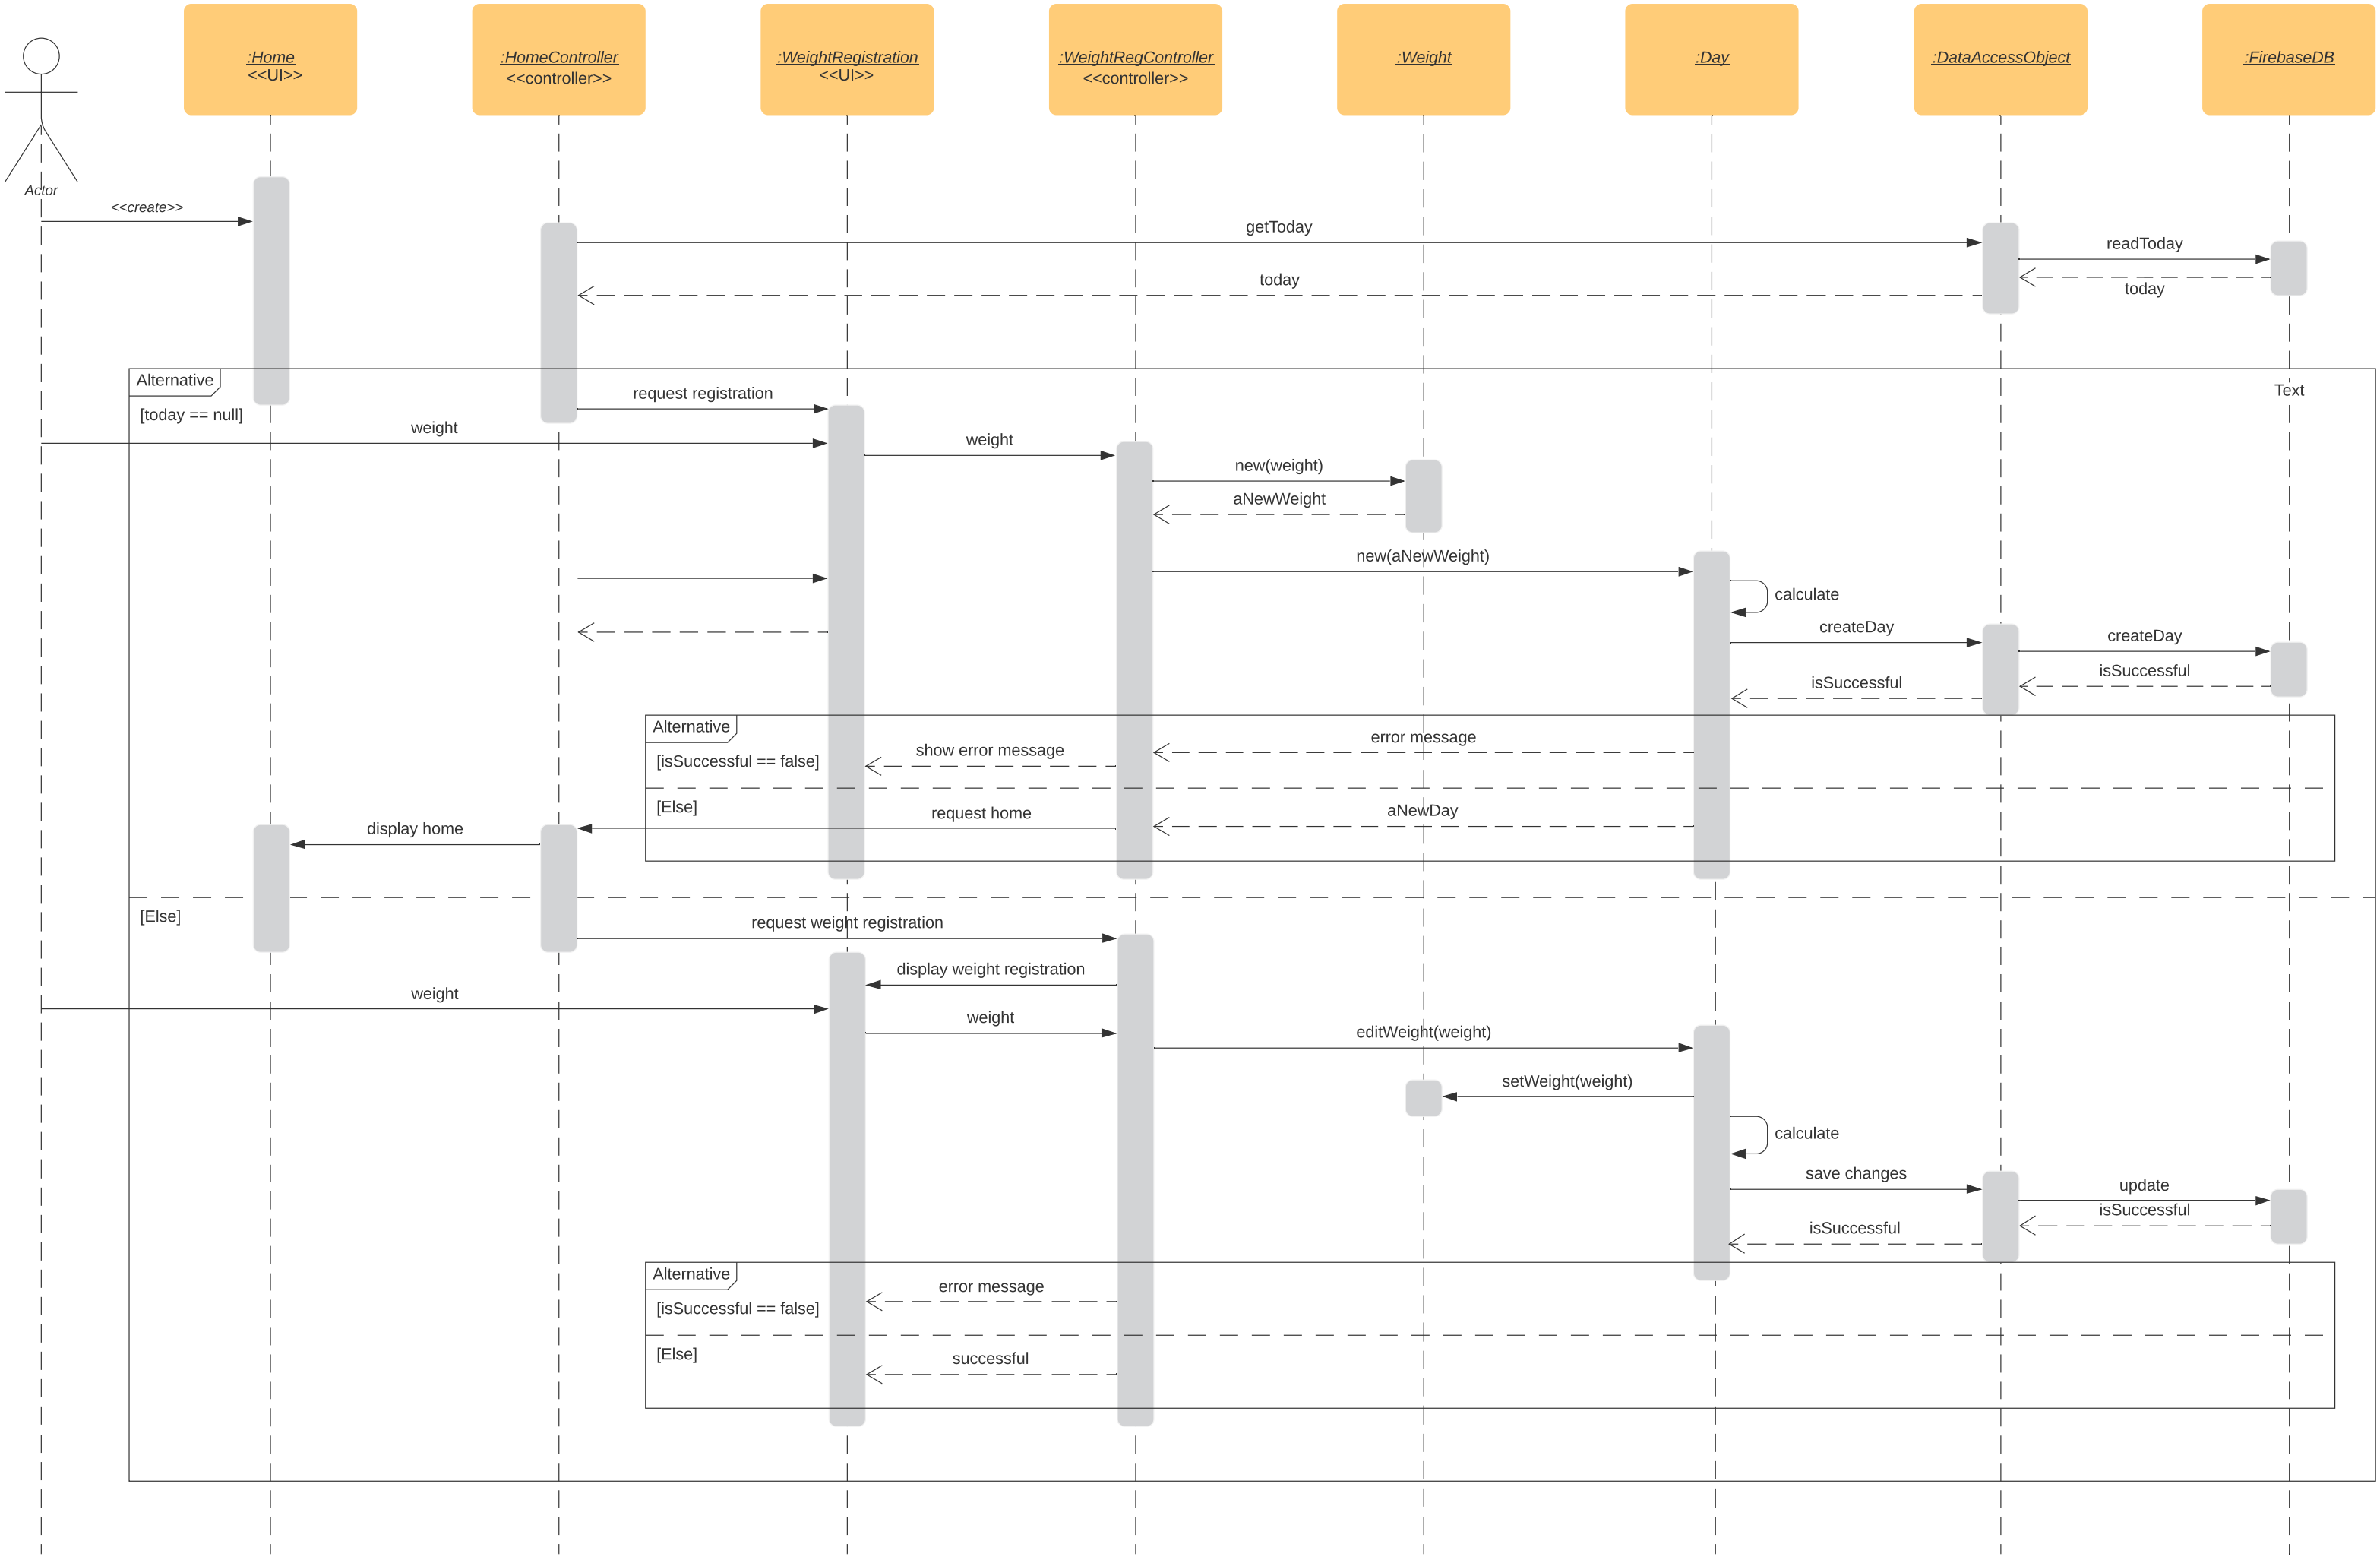 :Home
<<UI>>
:HomeController
<<controller>>
:WeightRegistration
<<UI>>
:WeightRegController
<<controller>>
:Weight
:Day
:DataAccessObject
:FirebaseDB
Actor
<<create>>
getToday
readToday
today
today
Alternative
Text
[today == null]
request registration
weight
weight
new(weight)
aNewWeight
new(aNewWeight)
calculate
createDay
createDay
isSuccessful
isSuccessful
Alternative
[isSuccessful == false]
show error message
error message
[Else]
request home
aNewDay
display home
[Else]
request weight registration
display weight registration
weight
weight
editWeight(weight)
setWeight(weight)
calculate
save changes
update
isSuccessful
isSuccessful
Alternative
[isSuccessful == false]
error message
[Else]
successful